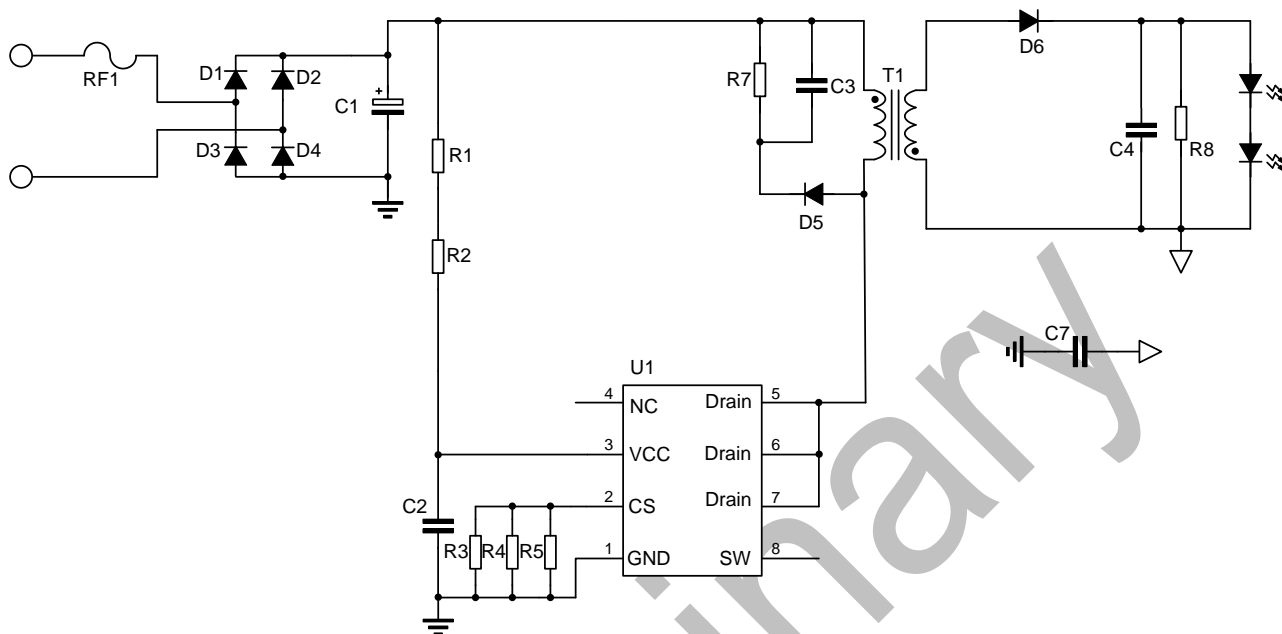 RF1
D1
D2
D3
D4
+
C1
R1
R2
R7
C3
T1
D5
D6
C4
R8
C7
U1
4
NC
Drain
5
3
VCC
Drain
6
2
CS
Drain
7
1
GND
SW
8
C2
R3
R4
R5
inary